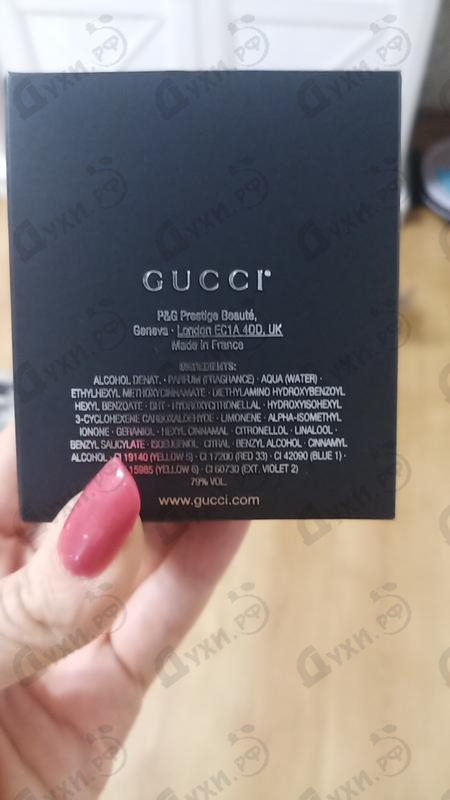 GUCCI
P&G Prestige Beauté,
Geneva · London EC1A 4DD, UK
Made in France
INGREDIENTS:
ALCOHOL DENAT. · PARFUM (FRAGRANCE) · AQUA (WATER) ·
ETHYLHEXYL METHOXYCINNAMATE · DIETHYLAMINO HYDROXYBENZOYL
HEXYL BENZOATE · BHT · HYDROXYCITRONELLAL · HYDROXYISOHEXYL
3-CYCLOHEXENE CARBOXALDEHYDE · LIMONENE · ALPHA-ISOMETHYL
IONONE · GERANIOL · HEXYL CINNAMAL · CITRONELLOL · LINALOOL ·
BENZYL SALICYLATE · ISOEUGENOL · CITRAL · BENZYL ALCOHOL · CINNAMYL
ALCOHOL · CI 19140 (YELLOW 5) · CI 17200 (RED 33) · CI 42090 (BLUE 1) ·
15985 (YELLOW 6) · CI 60730 (EXT. VIOLET 2)
79% VOL.
www.gucci.com
Духи.рф